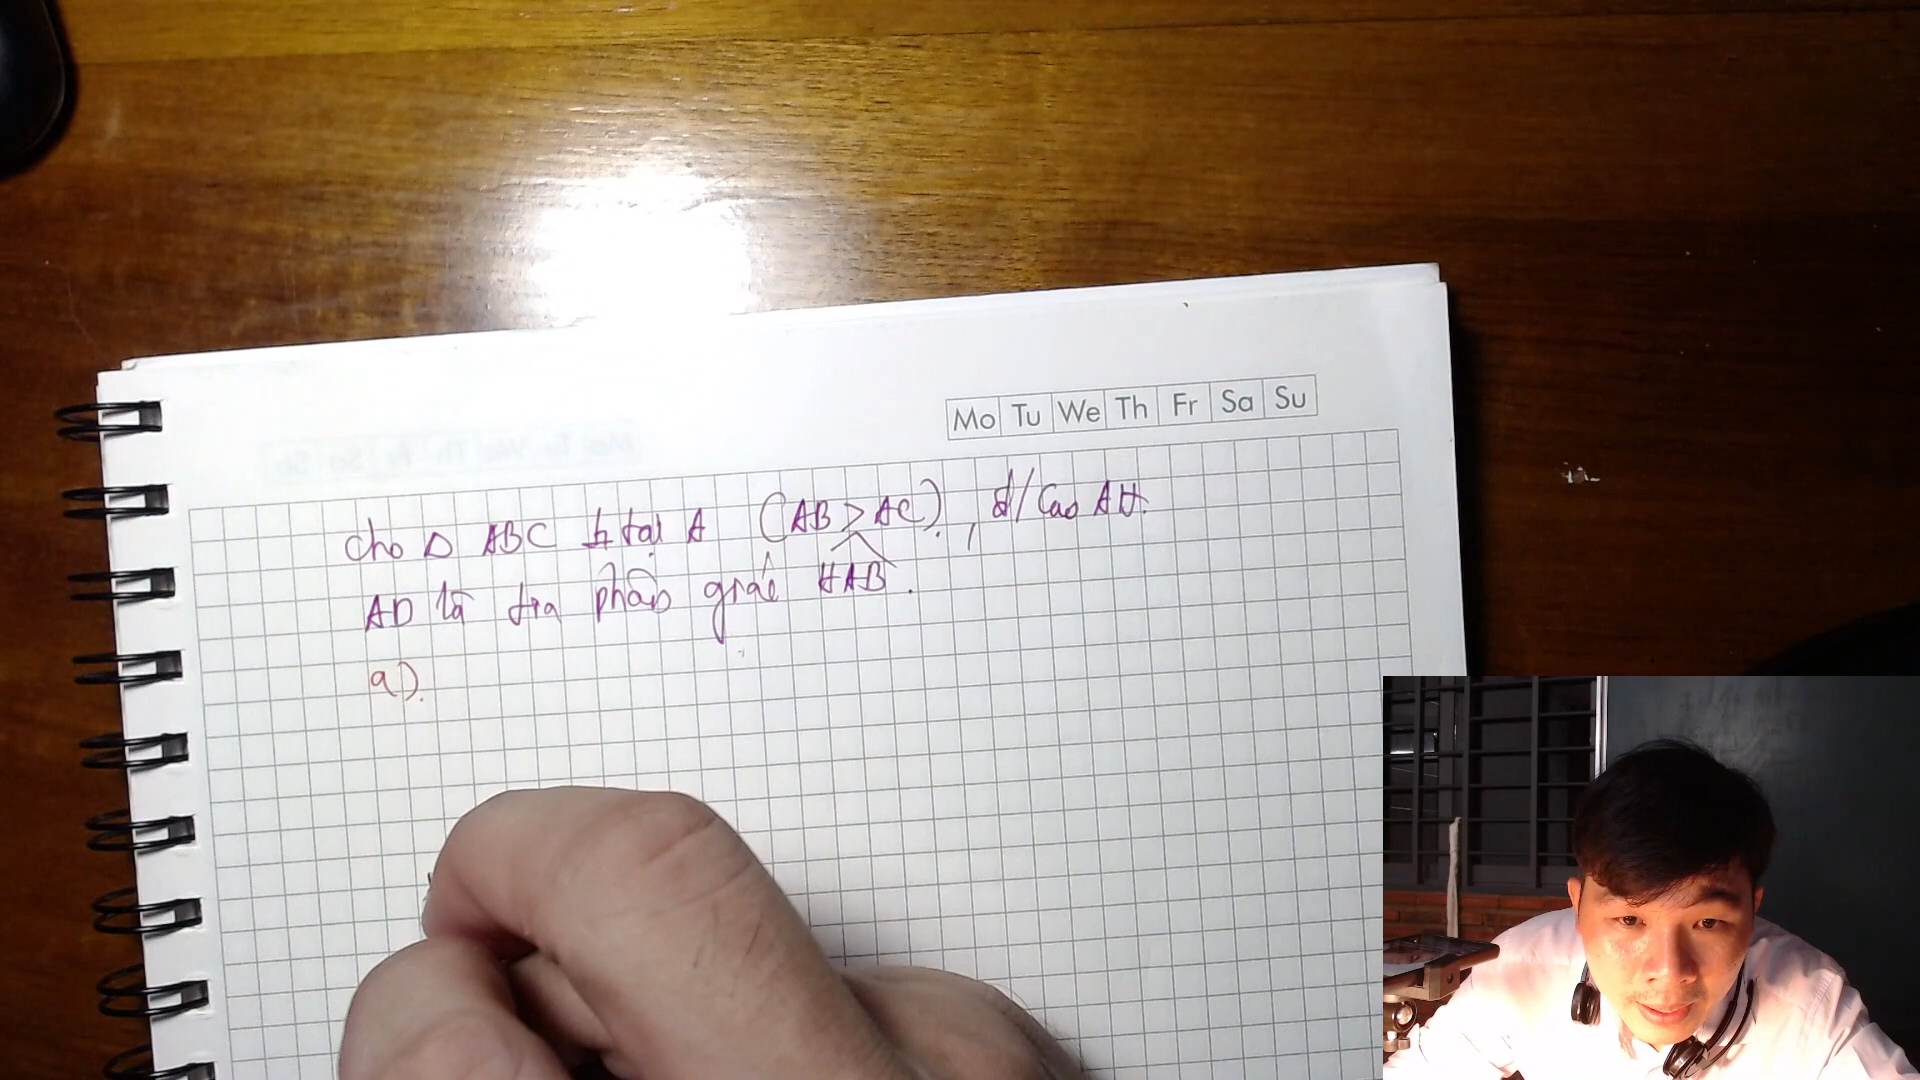 Mo Tu We Th Fr Sa Su
Cho Δ ABC tại A (AB > AC), đ/cao AH.
AD là tia phân giác HAB.
a).